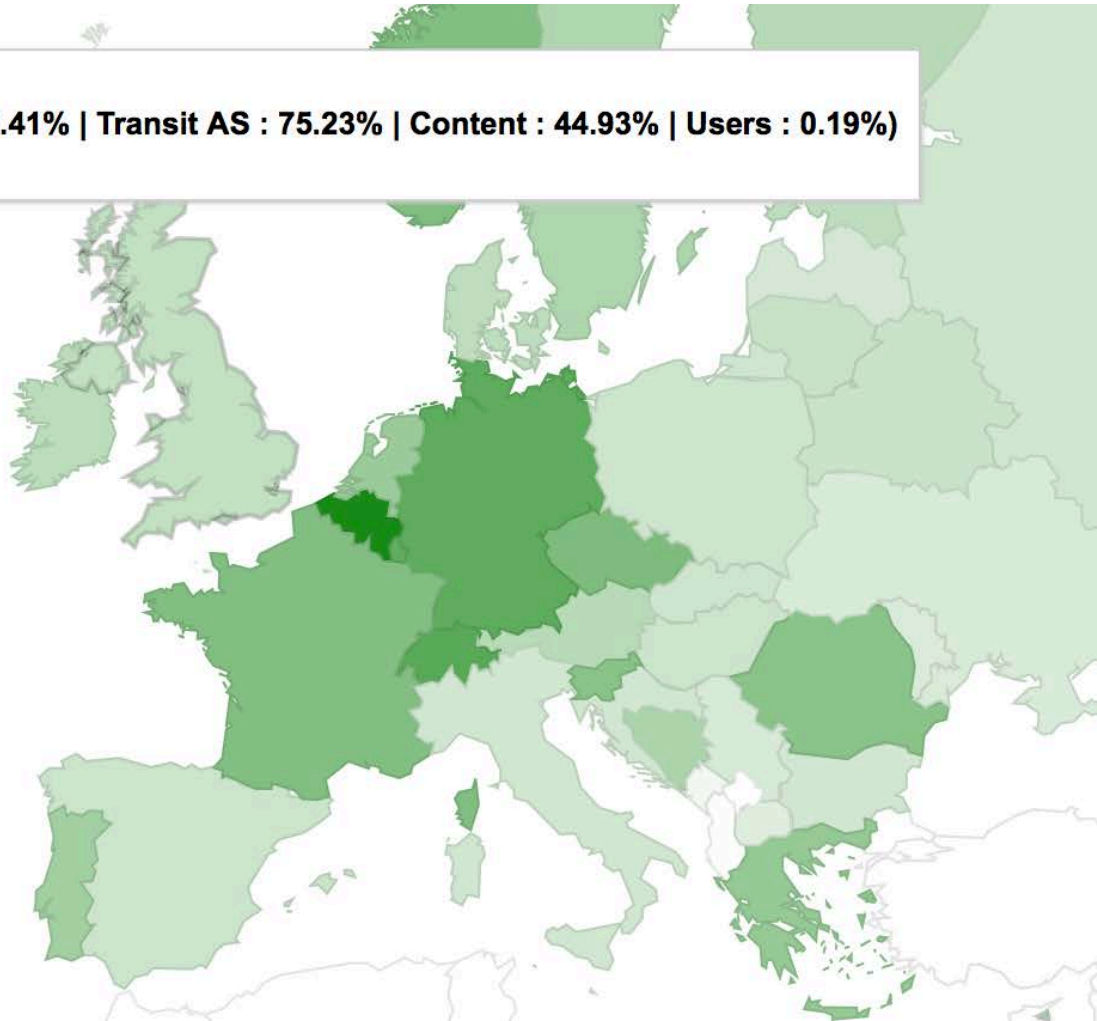 .41% | Transit AS : 75.23% | Content : 44.93% | Users : 0.19%)